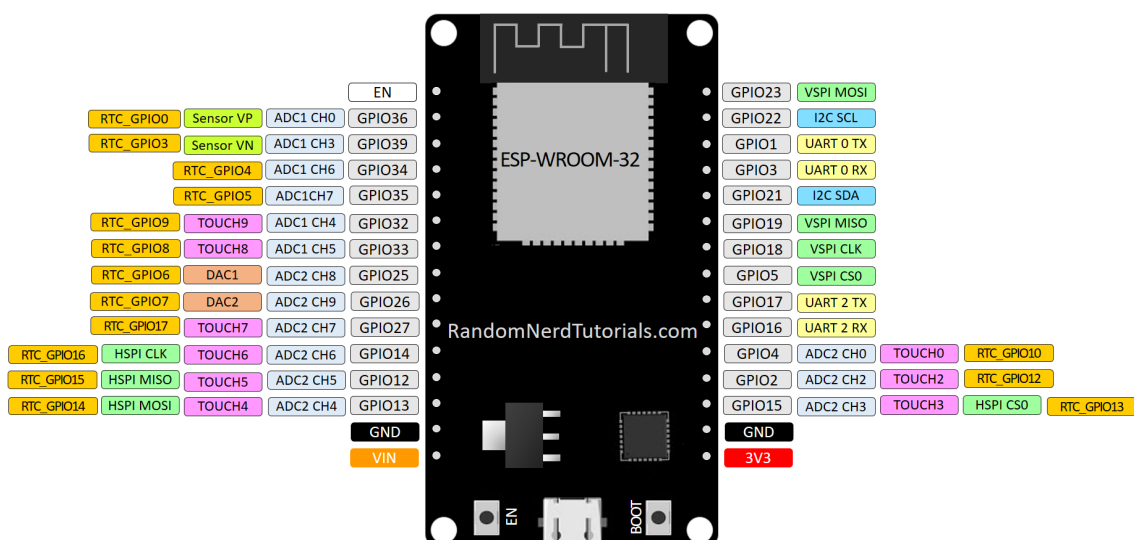 EN GPIO23 VSPI MOSI
RTC_GPIO0 Sensor VP ADC1 CH0 GPIO36 GPIO22 I2C SCL
RTC_GPIO3 Sensor VN ADC1 CH3 GPIO39 GPIO1 UART 0 TX
ESP-WROOM-32
RTC_GPIO4 ADC1 CH6 GPIO34 GPIO3 UART 0 RX
RTC_GPIO5 ADC1CH7 GPIO35 GPIO21 I2C SDA
RTC_GPIO9 TOUCH9 ADC1 CH4 GPIO32 GPIO19 VSPI MISO
RTC_GPIO8 TOUCH8 ADC1 CH5 GPIO33 GPIO18 VSPI CLK
RTC_GPIO6 DAC1 ADC2 CH8 GPIO25 GPIO5 VSPI CS0
RTC_GPIO7 DAC2 ADC2 CH9 GPIO26 GPIO17 UART 2 TX
RTC_GPIO17 TOUCH7 ADC2 CH7 GPIO27 RandomNerdTutorials.com GPIO16 UART 2 RX
RTC_GPIO16 HSPI CLK TOUCH6 ADC2 CH6 GPIO14 GPIO4 ADC2 CH0 TOUCH0 RTC_GPIO10
RTC_GPIO15 HSPI MISO TOUCH5 ADC2 CH5 GPIO12 GPIO2 ADC2 CH2 TOUCH2 RTC_GPIO12
RTC_GPIO14 HSPI MOSI TOUCH4 ADC2 CH4 GPIO13 GPIO15 ADC2 CH3 TOUCH3 HSPI CS0 RTC_GPIO13
GND GND
VIN 3V3
EN BOOT